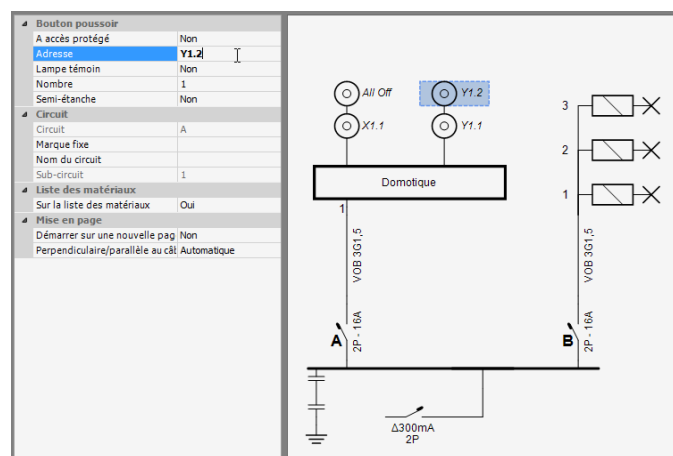 Bouton poussoir
A accès protégé Non
Adresse Y1.2
Lampe témoin Non
Nombre 1
Semi-étanche Non
Circuit
Circuit A
Marque fixe
Nom du circuit
Sub-circuit 1
Liste des matériaux
Sur la liste des matériaux Oui
Mise en page
Démarrer sur une nouvelle pag Non
Perpendiculaire/parallèle au câl Automatique
All Off
Y1.2
X1.1
Y1.1
Domotique
1
3
2
1
VOB 3G1,5
VOB 3G1,5
A
2P - 16A
B
2P - 16A
Δ300mA
2P